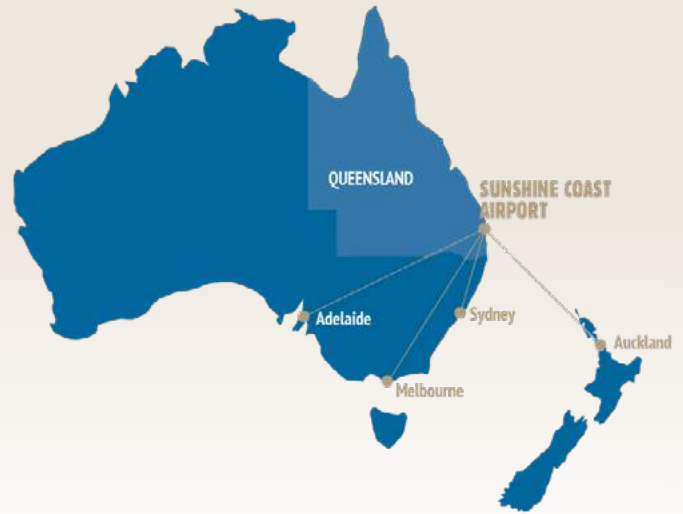 QUEENSLAND
SUNSHINE COAST
AIRPORT
Adelaide
Sydney
Auckland
Melbourne